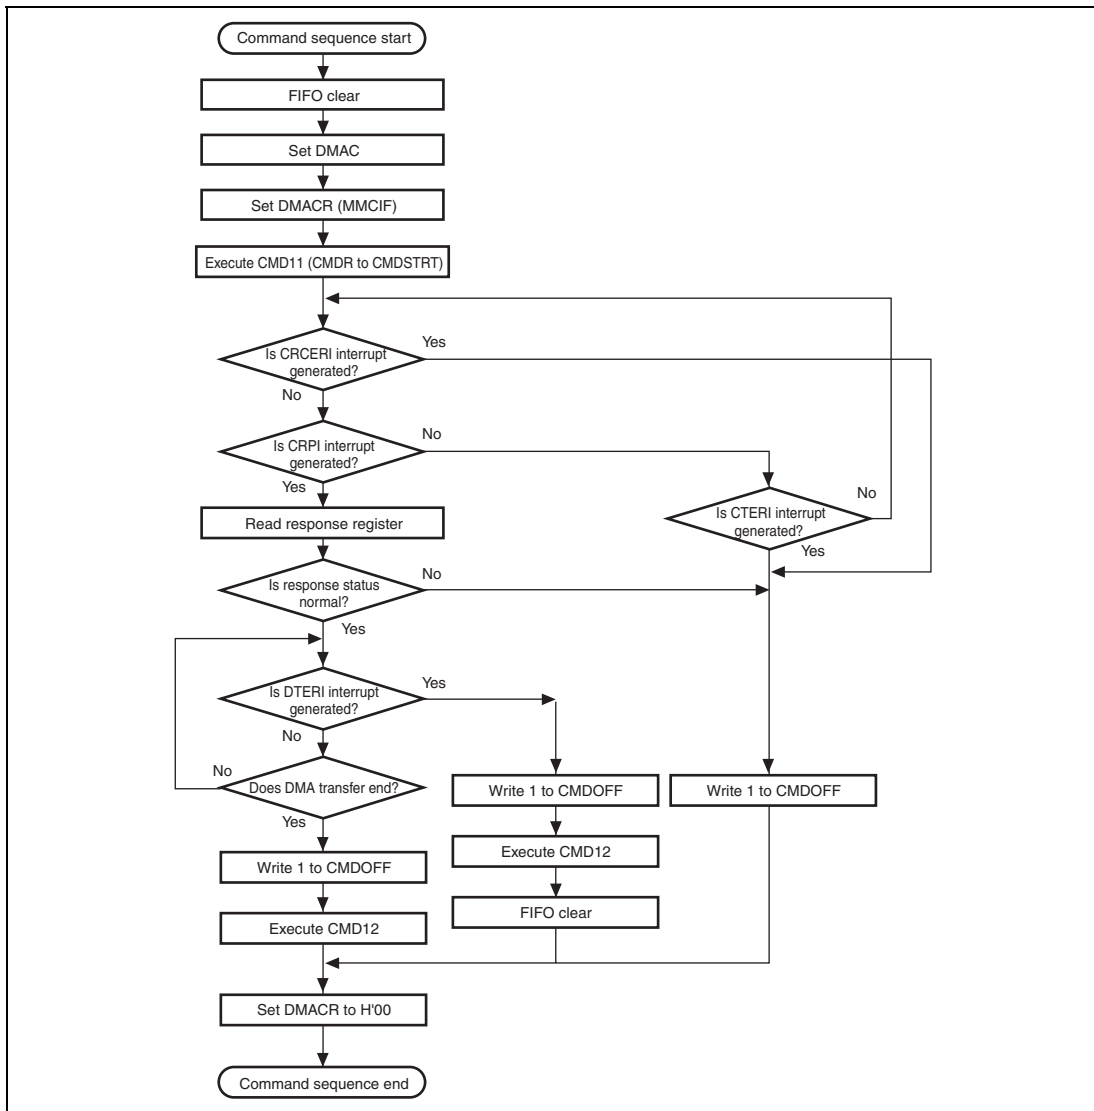 Command sequence start
FIFO clear
Set DMAC
Set DMACR (MMCIF)
Execute CMD11 (CMDR to CMDSTRT)
Is CRCERI interrupt
generated?
Yes
No
Is CRPI interrupt
generated?
No
Yes
Is CTERI interrupt
generated?
No
Yes
Read response register
Is response status
normal?
No
Yes
Is DTERI interrupt
generated?
Yes
No
Does DMA transfer end?
No
Yes
Write 1 to CMDOFF
Execute CMD12
Write 1 to CMDOFF
Execute CMD12
FIFO clear
Write 1 to CMDOFF
Set DMACR to H'00
Command sequence end